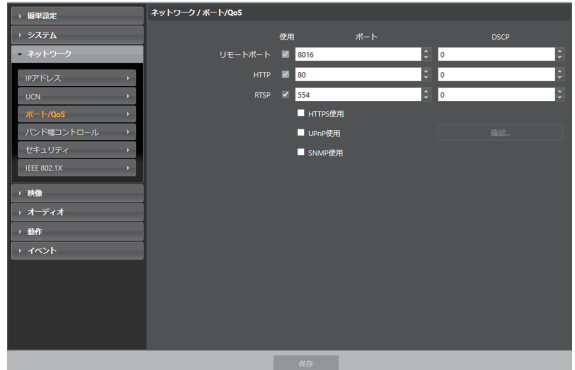 簡単設定
システム
ネットワーク
IPアドレス
UCN
ポート/QoS
バンド幅コントロール
セキュリティ
IEEE 802.1X
映像
オーディオ
動作
イベント
ネットワーク / ポート/QoS
使用 ポート DSCP
リモートポート 8016 0
HTTP 80 0
RTSP 554 0
HTTPS使用
UPnP使用 確認...
SNMP使用
保存